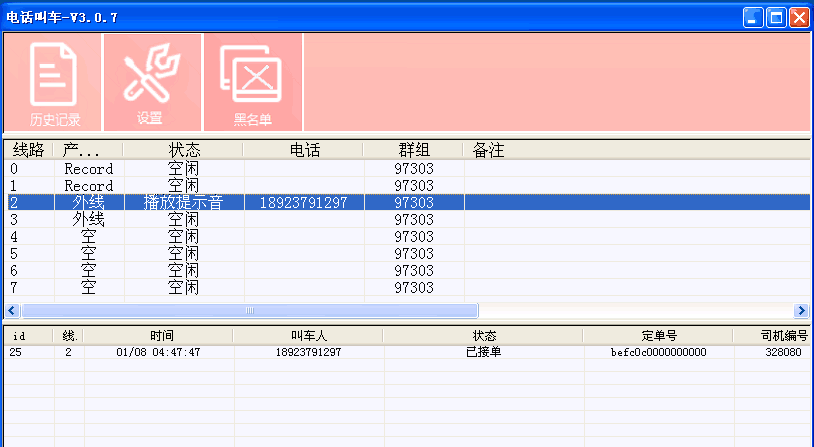 电话叫车-V3.0.7
历史记录 设置 黑名单
线路 产... 状态 电话 群组 备注
0 Record 空闲 97303
1 Record 空闲 97303
2 外线 播放提示音 18923791297 97303
3 外线 空闲 97303
4 空 空闲 97303
5 空 空闲 97303
6 空 空闲 97303
7 空 空闲 97303
id 线. 时间 叫车人 状态 定单号 司机编号
25 2 01/08 04:47:47 18923791297 已接单 befc0c0000000000 328080